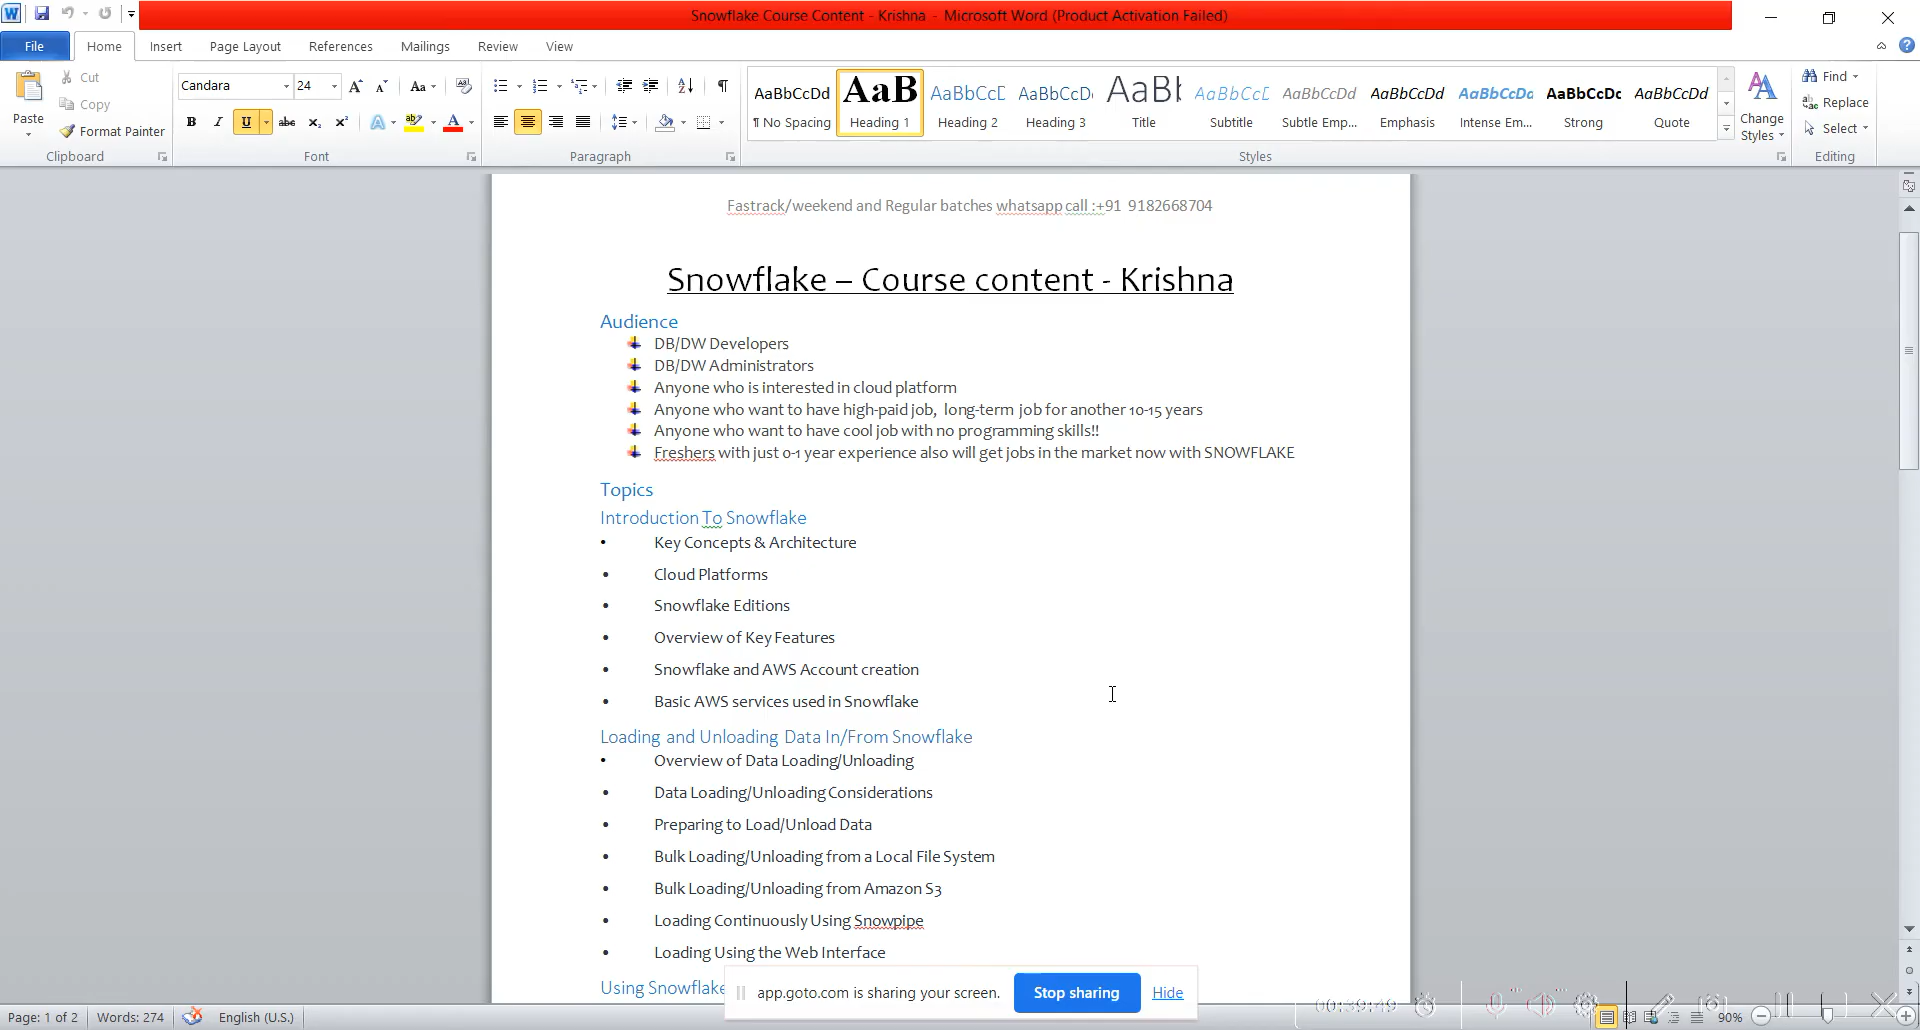 Snowflake Course Content - Krishna - Microsoft Word (Product Activation Failed)
File Home Insert Page Layout References Mailings Review View
Cut
Copy
Format Painter
Paste
Clipboard
Candara 24
Font
Paragraph
AaBbCcDd AaB AaBbCcD AaBbCcDc AaBl AaBbCcD AaBbCcDd AaBbCcDd AaBbCcDd AaBbCcDc AaBbCcDd
¶ No Spacing Heading 1 Heading 2 Heading 3 Title Subtitle Subtle Emp... Emphasis Intense Em... Strong Quote
Styles
Change
Styles
Find
Replace
Select
Editing
Fastrack/weekend and Regular batches whatsapp call :+91 9182668704
Snowflake – Course content - Krishna
Audience
DB/DW Developers
DB/DW Administrators
Anyone who is interested in cloud platform
Anyone who want to have high-paid job, long-term job for another 10-15 years
Anyone who want to have cool job with no programming skills!!
Freshers with just 0-1 year experience also will get jobs in the market now with SNOWFLAKE
Topics
Introduction To Snowflake
• Key Concepts & Architecture
• Cloud Platforms
• Snowflake Editions
• Overview of Key Features
• Snowflake and AWS Account creation
• Basic AWS services used in Snowflake
Loading and Unloading Data In/From Snowflake
• Overview of Data Loading/Unloading
• Data Loading/Unloading Considerations
• Preparing to Load/Unload Data
• Bulk Loading/Unloading from a Local File System
• Bulk Loading/Unloading from Amazon S3
• Loading Continuously Using Snowpipe
• Loading Using the Web Interface
Using Snowflake
app.goto.com is sharing your screen. Stop sharing Hide
00:39:49
Page: 1 of 2 Words: 274 English (U.S.) 90%